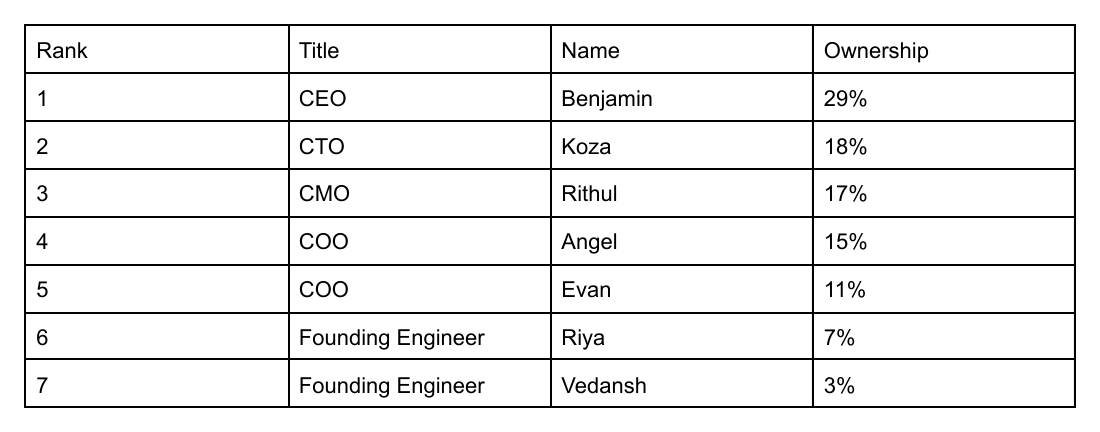 Rank Title Name Ownership
1 CEO Benjamin 29%
2 CTO Koza 18%
3 CMO Rithul 17%
4 COO Angel 15%
5 COO Evan 11%
6 Founding Engineer Riya 7%
7 Founding Engineer Vedansh 3%